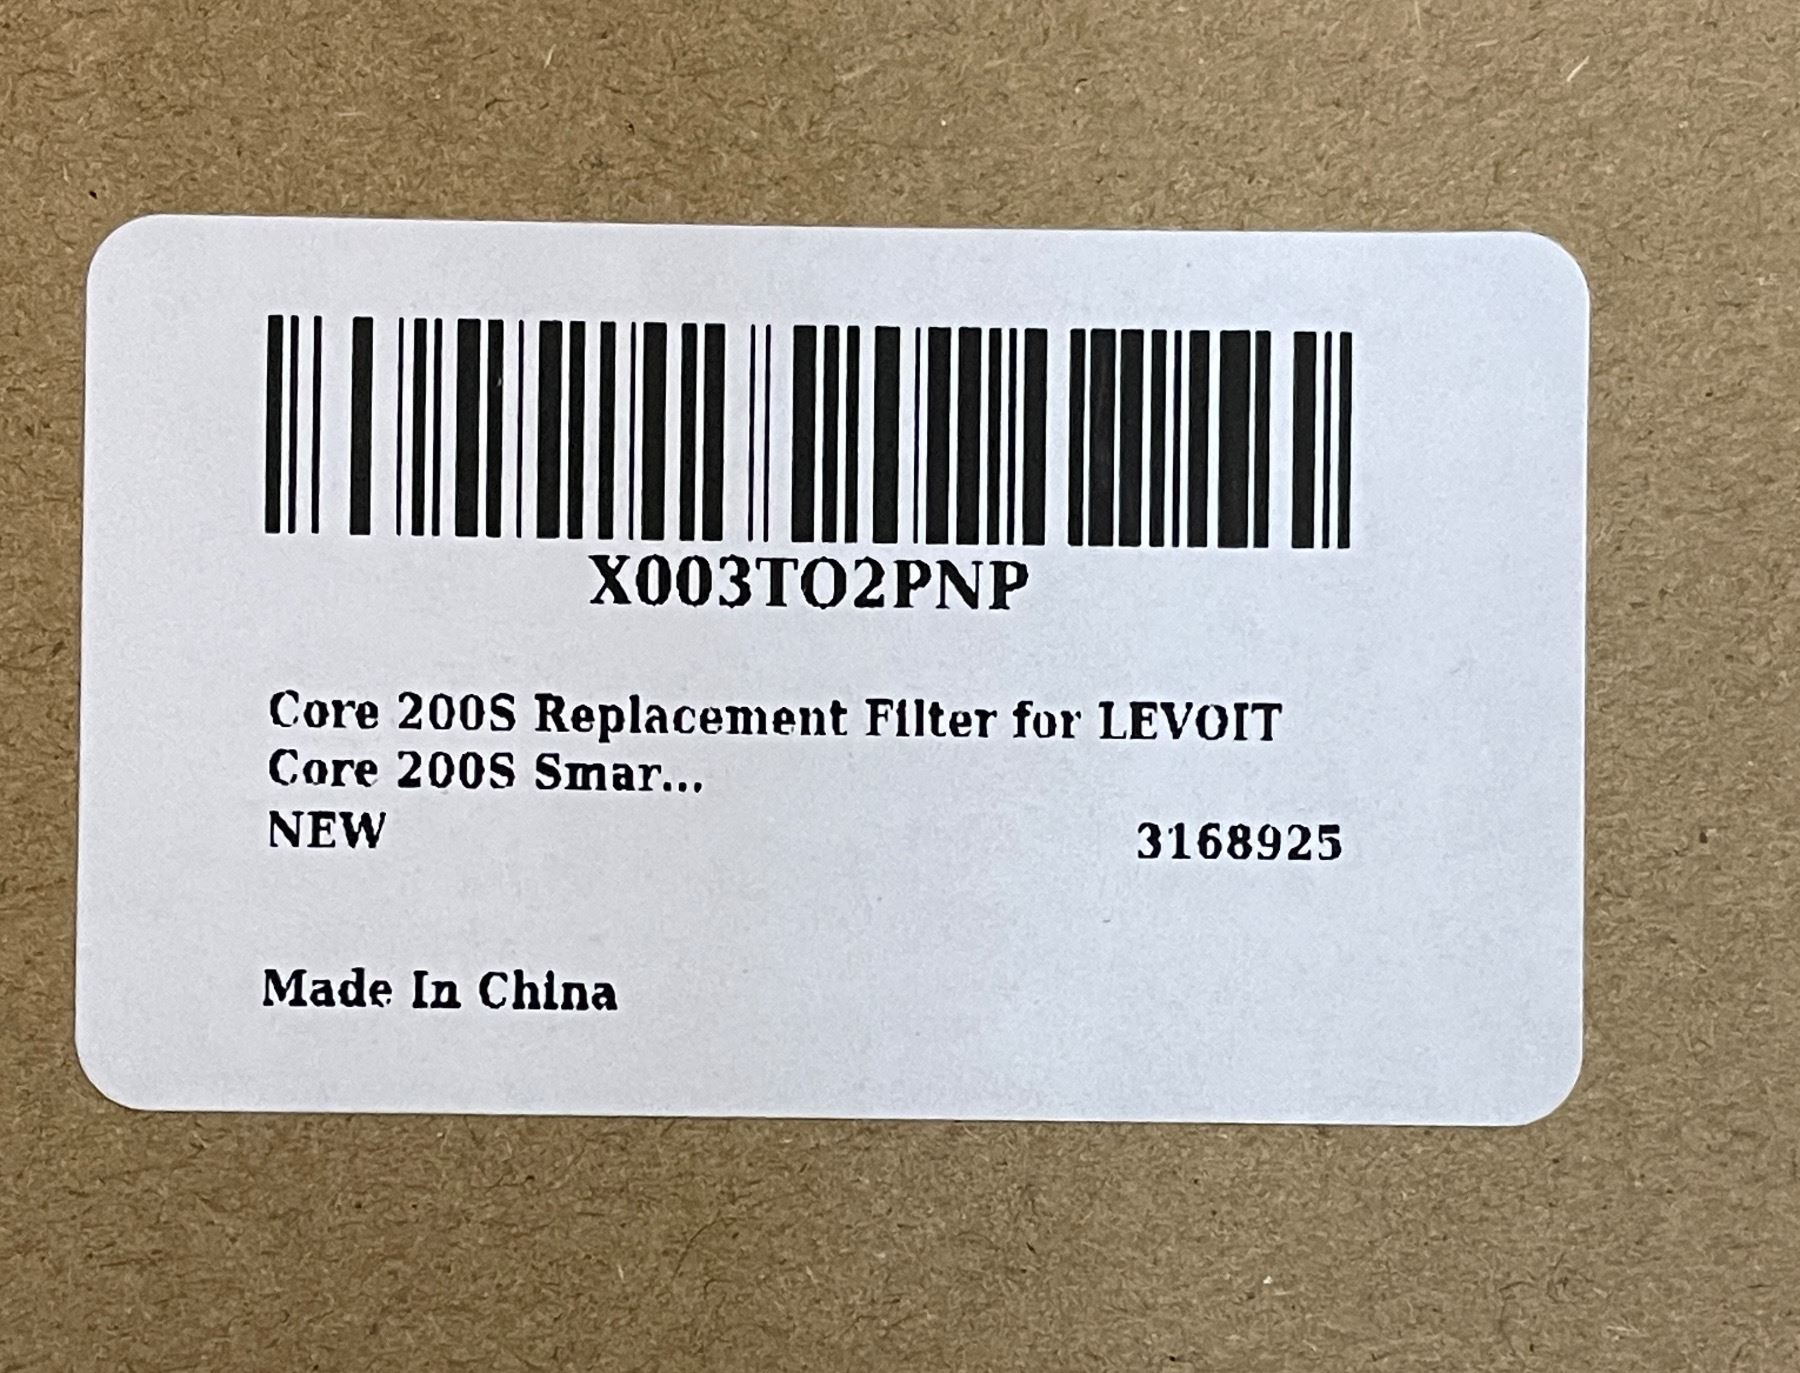 X003TO2PNP
Core 200S Replacement Filter for LEVOIT
Core 200S Smar...
NEW
3168925
Made In China